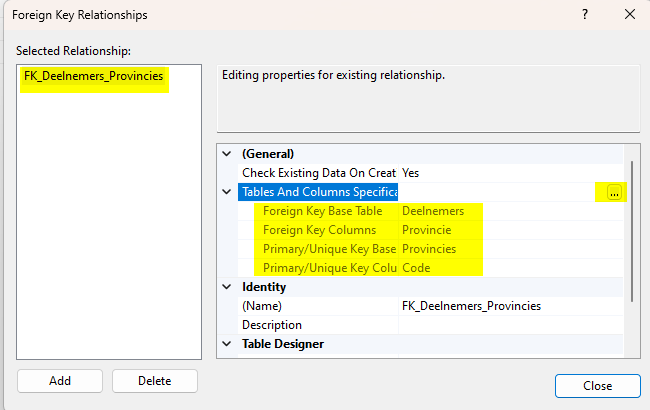 Foreign Key Relationships
?
Selected Relationship:
FK_Deelnemers_Provincies
Editing properties for existing relationship.
(General)
Check Existing Data On Creat Yes
Tables And Columns Specifica ...
Foreign Key Base Table Deelnemers
Foreign Key Columns Provincie
Primary/Unique Key Base Provincies
Primary/Unique Key Colu Code
Identity
(Name) FK_Deelnemers_Provincies
Description
Table Designer
Add Delete
Close